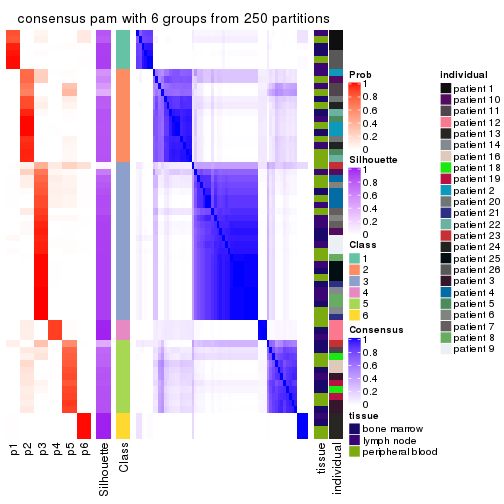 consensus pam with 6 groups from 250 partitions
p1
p2
p3
p4
p5
p6
Silhouette
Class
tissue
individual
Prob
1
0.8
0.6
0.4
0.2
0
Silhouette
1
0.8
0.6
0.4
0.2
0
Class
1
2
3
4
5
6
Consensus
1
0.8
0.6
0.4
0.2
0
tissue
bone marrow
lymph node
peripheral blood
individual
patient 1
patient 10
patient 11
patient 12
patient 13
patient 14
patient 16
patient 18
patient 19
patient 2
patient 20
patient 21
patient 22
patient 23
patient 24
patient 25
patient 26
patient 3
patient 4
patient 5
patient 6
patient 7
patient 8
patient 9